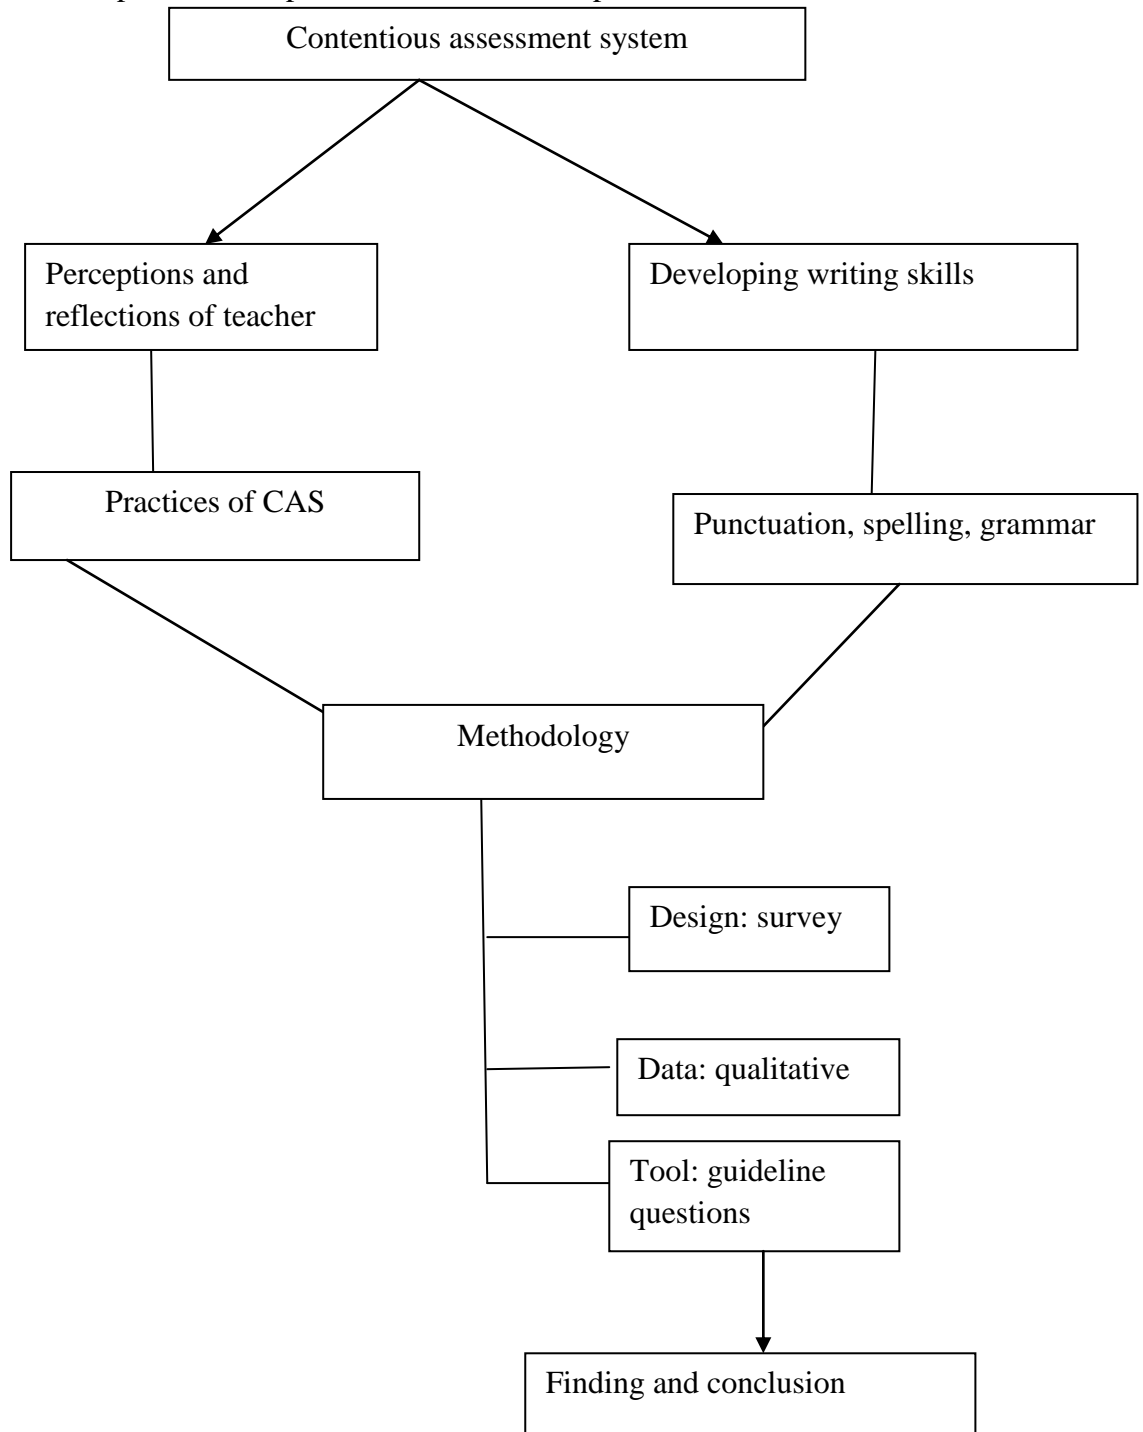 Contentious assessment system
Perceptions and
reflections of teacher
Developing writing skills
Practices of CAS
Punctuation, spelling, grammar
Methodology
Design: survey
Data: qualitative
Tool: guideline
questions
Finding and conclusion